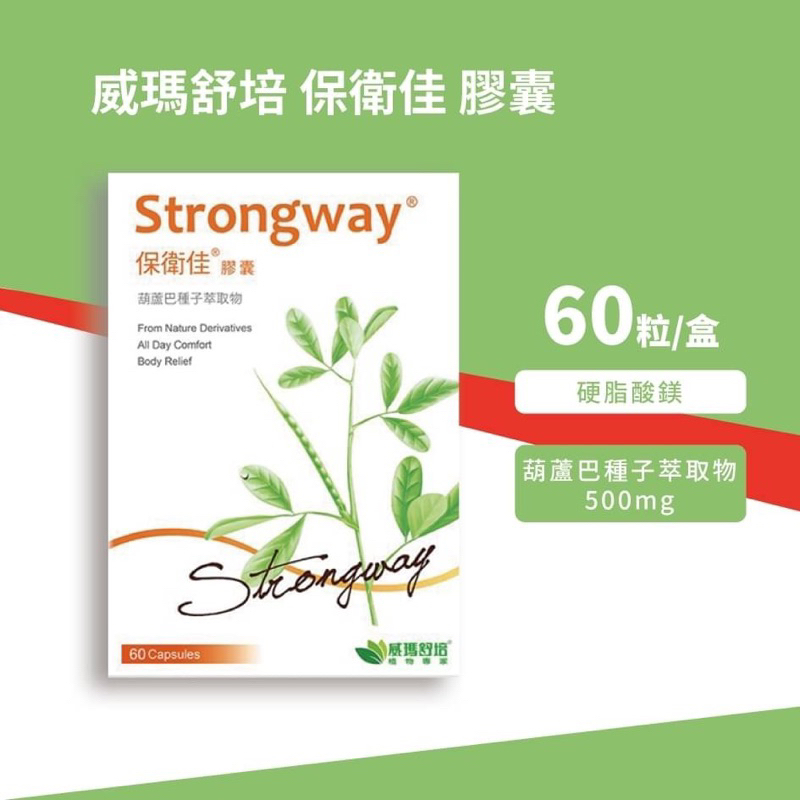 威瑪舒培 保衛佳 膠囊
Strongway®
保衛佳®膠囊
葫蘆巴種子萃取物
From Nature Derivatives
All Day Comfort
Body Relief
Strongway
60 Capsules
威瑪舒培®
植物專家
60粒/盒
硬脂酸鎂
葫蘆巴種子萃取物
500mg